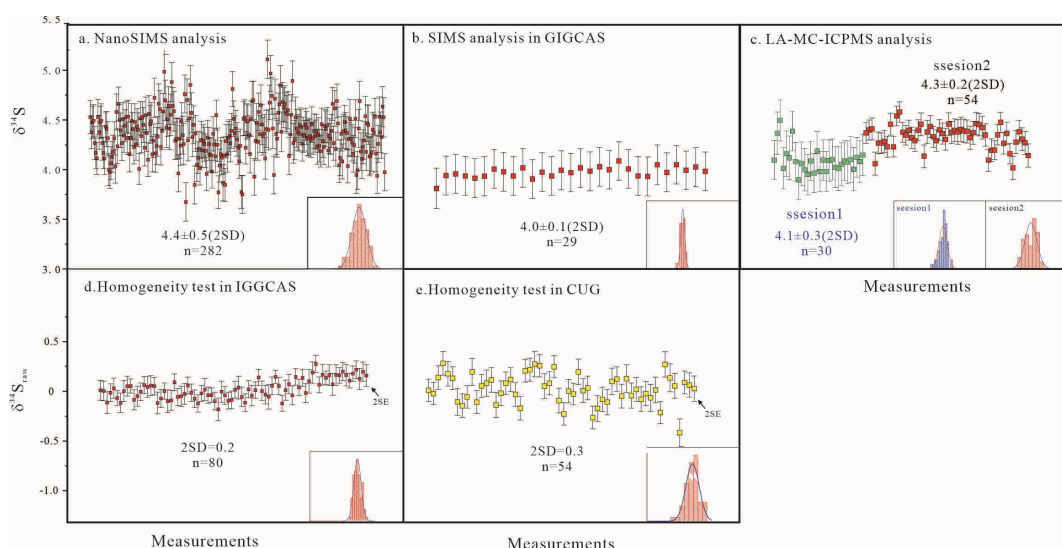 5.5
5.0
4.5
4.0
3.5
3.0
δ³⁴S
a. NanoSIMS analysis
4.4±0.5(2SD)
n=282
b. SIMS analysis in GIGCAS
4.0±0.1(2SD)
n=29
c. LA-MC-ICPMS analysis
ssesion2
4.3±0.2(2SD)
n=54
ssesion1
4.1±0.3(2SD)
n=30
seesion1
seesion2
Measurements
d.Homogeneity test in IGGCAS
0.5
0
-0.5
-1.0
δ³⁴Sraw
2SE
2SD=0.2
n=80
e.Homogeneity test in CUG
2SE
2SD=0.3
n=54
Measurements
Measurements